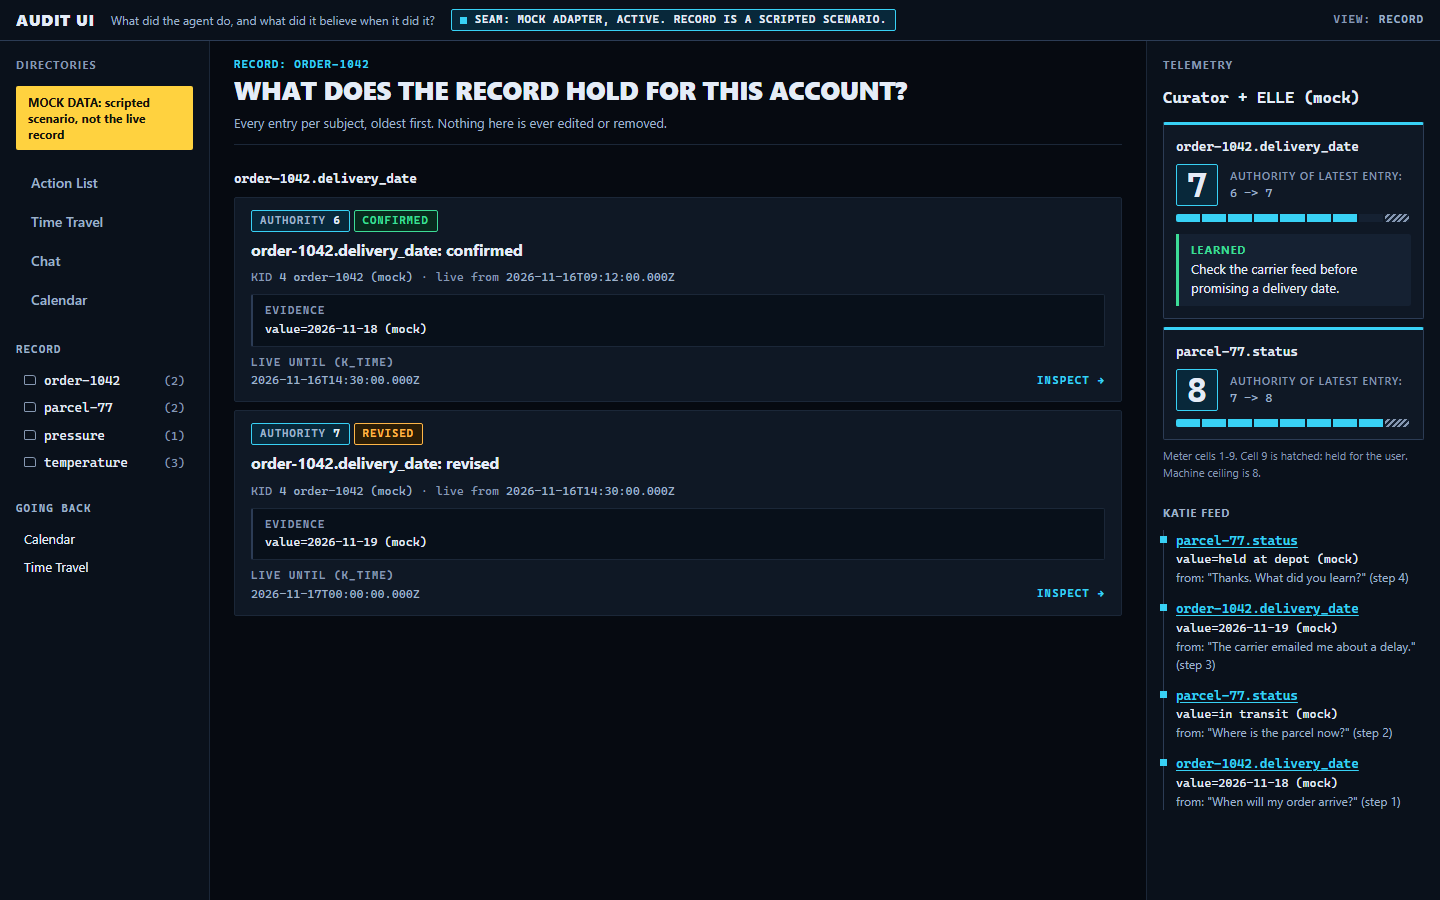 AUDIT UI
What did the agent do, and what did it believe when it did it?
SEAM: MOCK ADAPTER, ACTIVE. RECORD IS A SCRIPTED SCENARIO.
VIEW: RECORD
DIRECTORIES
MOCK DATA: scripted
scenario, not the live
record
Action List
Time Travel
Chat
Calendar
RECORD
order-1042 (2)
parcel-77 (2)
pressure (1)
temperature (3)
GOING BACK
Calendar
Time Travel
RECORD: ORDER-1042
WHAT DOES THE RECORD HOLD FOR THIS ACCOUNT?
Every entry per subject, oldest first. Nothing here is ever edited or removed.
order-1042.delivery_date
AUTHORITY 6 CONFIRMED
order-1042.delivery_date: confirmed
KID 4 order-1042 (mock) · live from 2026-11-16T09:12:00.000Z
EVIDENCE
value=2026-11-18 (mock)
LIVE UNTIL (K_TIME)
2026-11-16T14:30:00.000Z
INSPECT →
AUTHORITY 7 REVISED
order-1042.delivery_date: revised
KID 4 order-1042 (mock) · live from 2026-11-16T14:30:00.000Z
EVIDENCE
value=2026-11-19 (mock)
LIVE UNTIL (K_TIME)
2026-11-17T00:00:00.000Z
INSPECT →
TELEMETRY
Curator + ELLE (mock)
order-1042.delivery_date
7
AUTHORITY OF LATEST ENTRY:
6 -> 7
LEARNED
Check the carrier feed before
promising a delivery date.
parcel-77.status
8
AUTHORITY OF LATEST ENTRY:
7 -> 8
Meter cells 1-9. Cell 9 is hatched: held for the user.
Machine ceiling is 8.
KATIE FEED
parcel-77.status
value=held at depot (mock)
from: "Thanks. What did you learn?" (step 4)
order-1042.delivery_date
value=2026-11-19 (mock)
from: "The carrier emailed me about a delay."
(step 3)
parcel-77.status
value=in transit (mock)
from: "Where is the parcel now?" (step 2)
order-1042.delivery_date
value=2026-11-18 (mock)
from: "When will my order arrive?" (step 1)